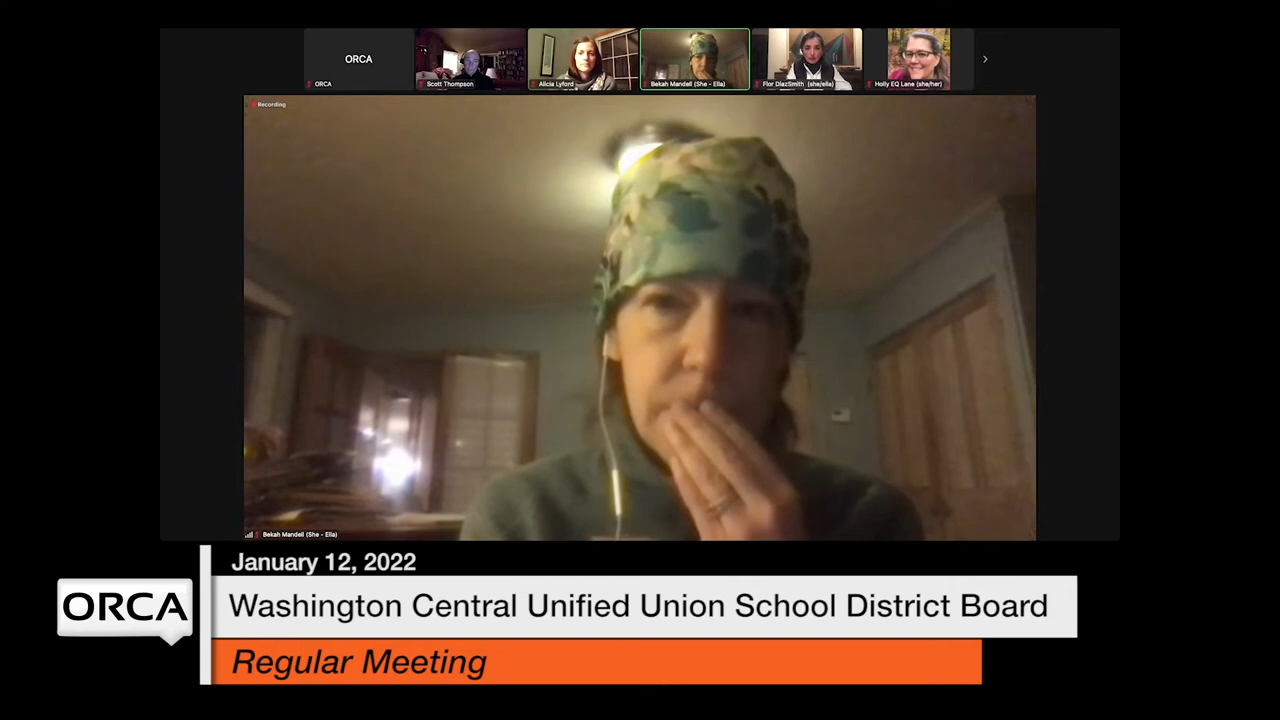 ORCA
ORCA
Scott Thompson
Alicia Lyford
Bekah Mandell (She - Ella)
Flor DiazSmith (she/ella)
Holly EQ Lane (she/her)
Recording
Bekah Mandell (She - Ella)
January 12, 2022
ORCA
Washington Central Unified Union School District Board
Regular Meeting